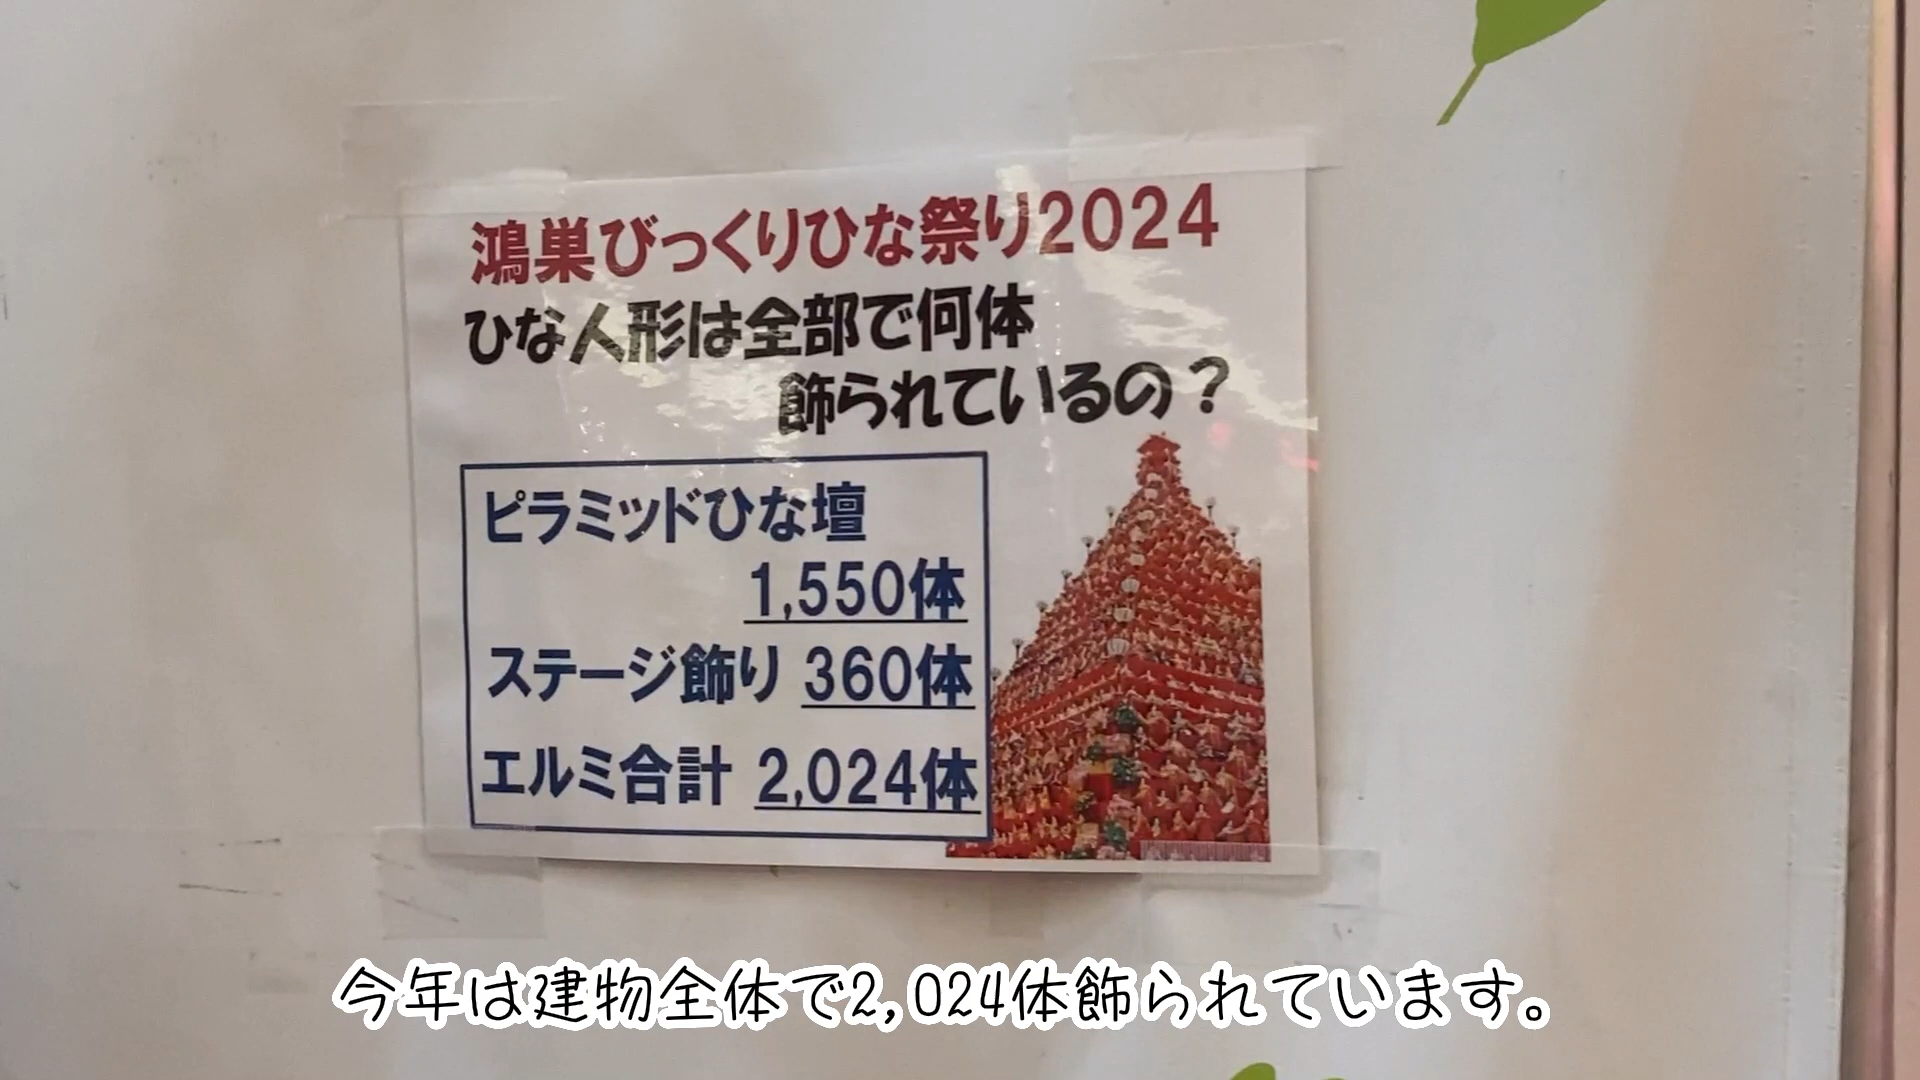 鴻巣びっくりひな祭り2024
ひな人形は全部で何体
飾られているの？
ピラミッドひな壇
1,550体
ステージ飾り 360体
エルミ合計 2,024体
今年は建物全体で2,024体飾られています。